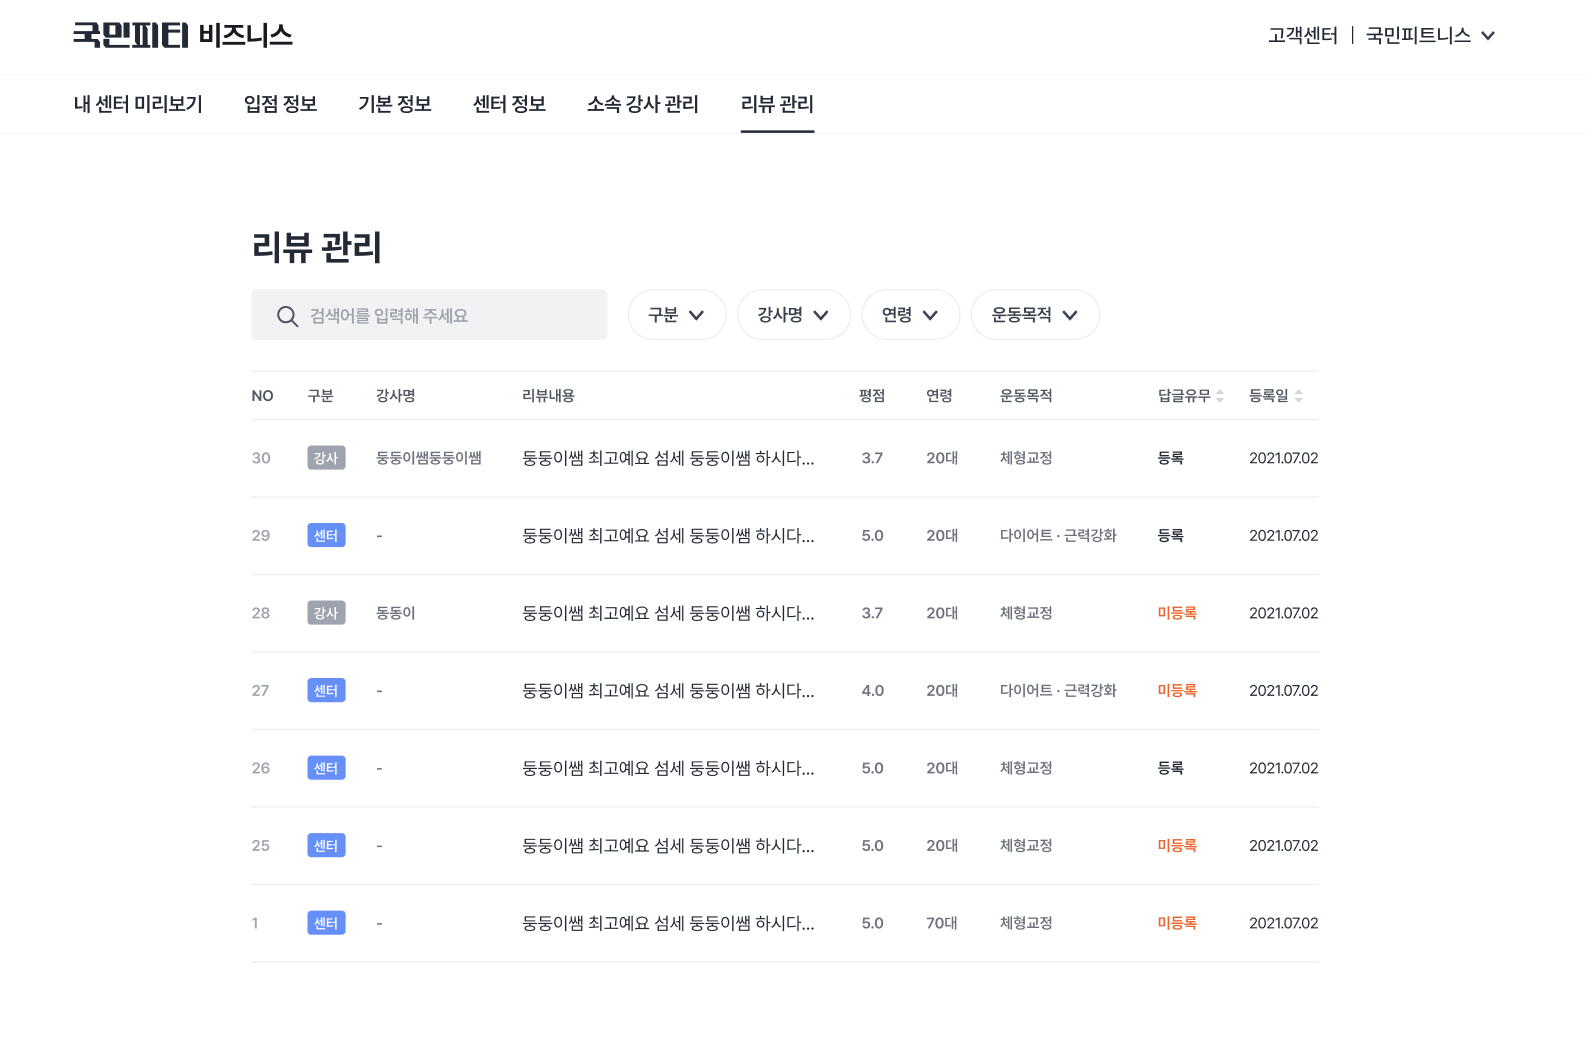 국민피티 비즈니스
고객센터 | 국민피트니스
내 센터 미리보기 입점 정보 기본 정보 센터 정보 소속 강사 관리 리뷰 관리
리뷰 관리
검색어를 입력해 주세요 구분 강사명 연령 운동목적
NO 구분 강사명 리뷰내용 평점 연령 운동목적 답글유무 등록일
30 강사 둥둥이쌤둥둥이쌤 둥둥이쌤 최고예요 섬세 둥둥이쌤 하시다... 3.7 20대 체형교정 등록 2021.07.02
29 센터 - 둥둥이쌤 최고예요 섬세 둥둥이쌤 하시다... 5.0 20대 다이어트 · 근력강화 등록 2021.07.02
28 강사 동동이 둥둥이쌤 최고예요 섬세 둥둥이쌤 하시다... 3.7 20대 체형교정 미등록 2021.07.02
27 센터 - 둥둥이쌤 최고예요 섬세 둥둥이쌤 하시다... 4.0 20대 다이어트 · 근력강화 미등록 2021.07.02
26 센터 - 둥둥이쌤 최고예요 섬세 둥둥이쌤 하시다... 5.0 20대 체형교정 등록 2021.07.02
25 센터 - 둥둥이쌤 최고예요 섬세 둥둥이쌤 하시다... 5.0 20대 체형교정 미등록 2021.07.02
1 센터 - 둥둥이쌤 최고예요 섬세 둥둥이쌤 하시다... 5.0 70대 체형교정 미등록 2021.07.02